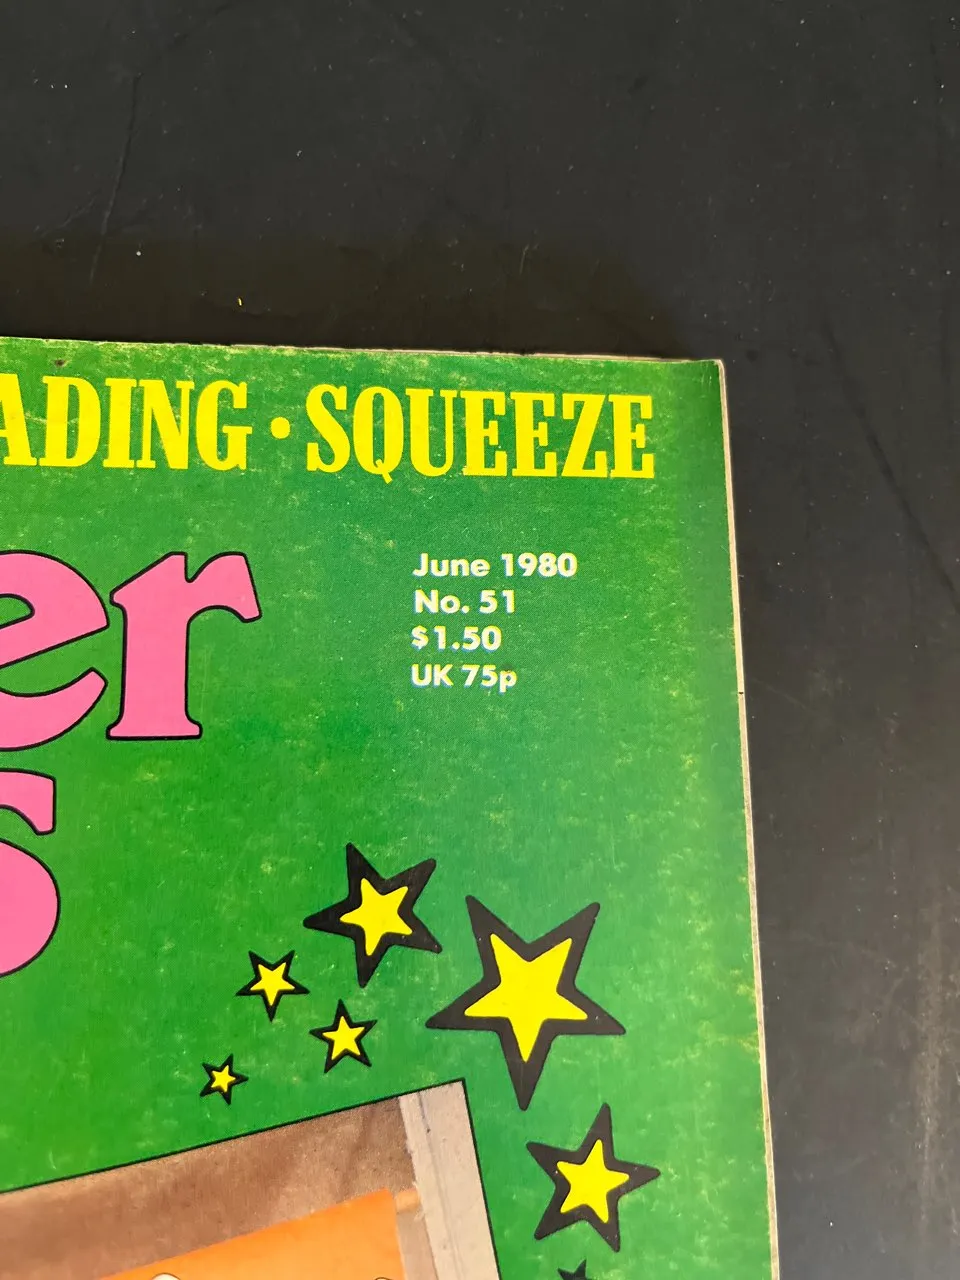 ADING · SQUEEZE
er
s
June 1980
No. 51
$1.50
UK 75p